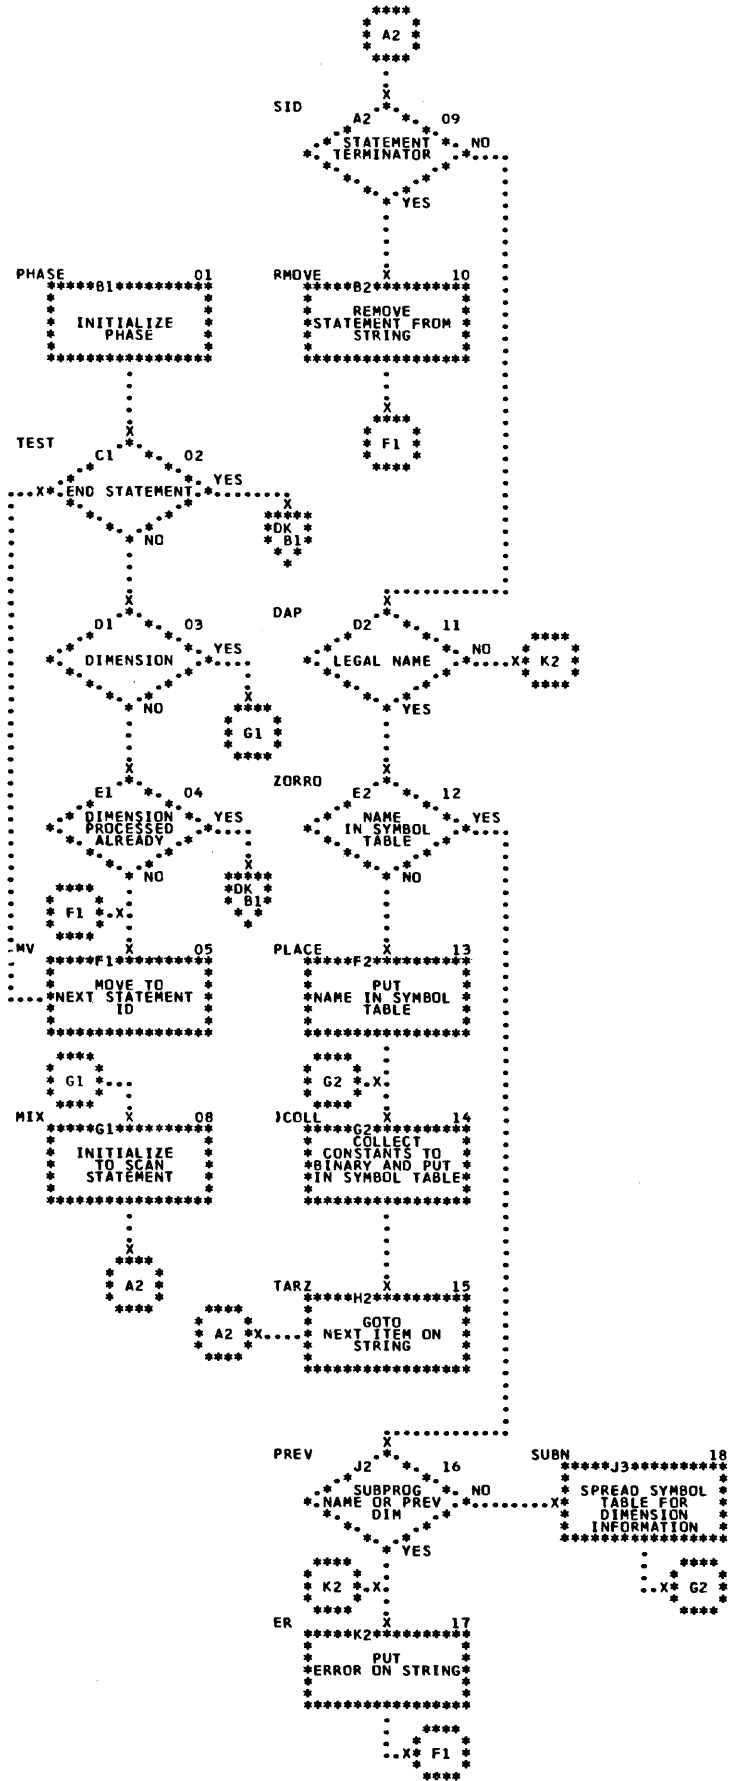 A2
SID
A2 09
STATEMENT
TERMINATOR
NO
YES
PHASE 01
B1
INITIALIZE
PHASE
RMOVE 10
B2
REMOVE
STATEMENT FROM
STRING
F1
TEST
C1 02
END STATEMENT
YES
NO
DK
B1
D1 03
DIMENSION
YES
NO
G1
DAP
D2 11
LEGAL NAME
NO
K2
YES
E1 04
DIMENSION
PROCESSED
ALREADY
YES
NO
DK
B1
ZORRO
E2 12
NAME
IN SYMBOL
TABLE
YES
NO
F1
MV 05
F1
MOVE TO
NEXT STATEMENT
ID
PLACE 13
F2
PUT
NAME IN SYMBOL
TABLE
G1
G2
MIX 08
G1
INITIALIZE
TO SCAN
STATEMENT
A2
)COLL 14
G2
COLLECT
CONSTANTS TO
BINARY AND PUT
IN SYMBOL TABLE
TARZ 15
H2
GOTO
NEXT ITEM ON
STRING
A2
PREV
J2 16
SUBPROG
NAME OR PREV
DIM
NO
YES
SUBN 18
J3
SPREAD SYMBOL
TABLE FOR
DIMENSION
INFORMATION
G2
K2
ER 17
K2
PUT
ERROR ON STRING
F1